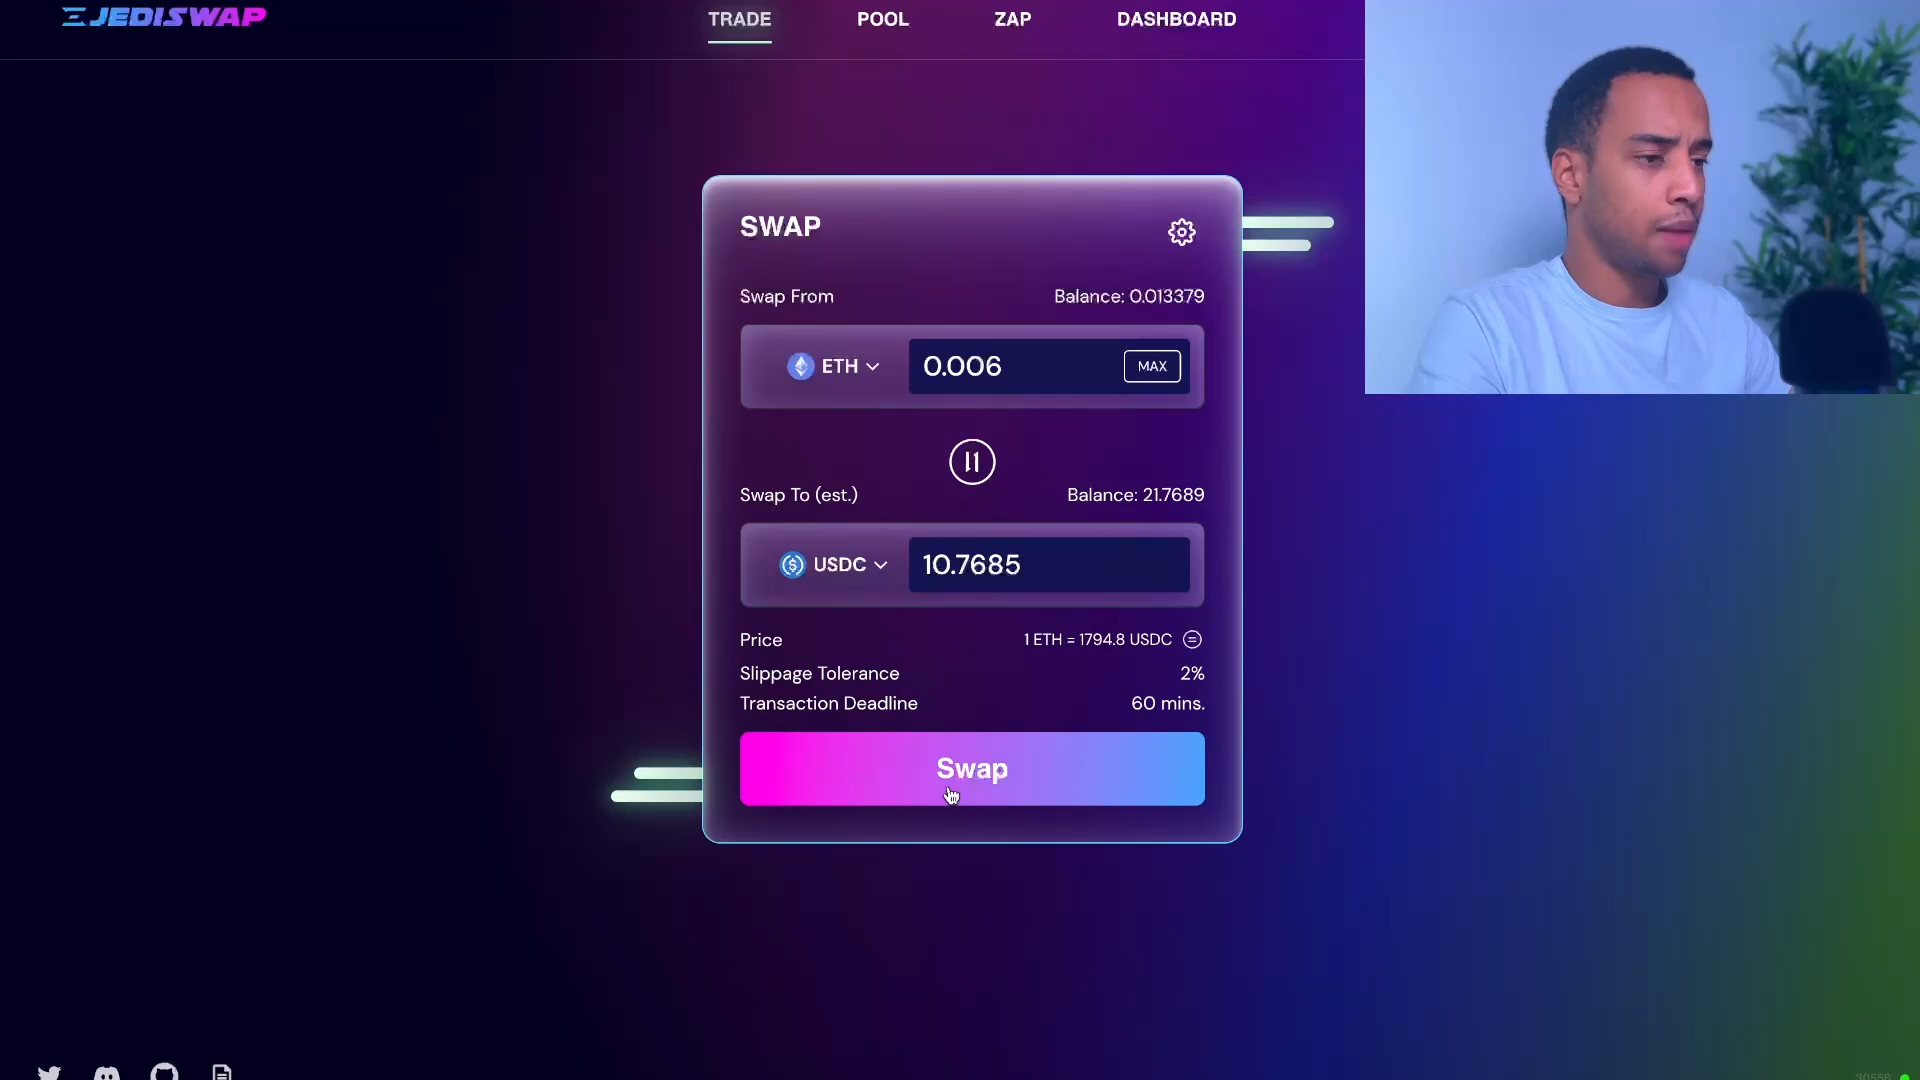 JEDISWAP
TRADE
POOL
ZAP
DASHBOARD
SWAP
Swap From
Balance: 0.013379
ETH
0.006
MAX
Swap To (est.)
Balance: 21.7689
USDC
10.7685
Price
1 ETH = 1794.8 USDC
Slippage Tolerance
2%
Transaction Deadline
60 mins.
Swap